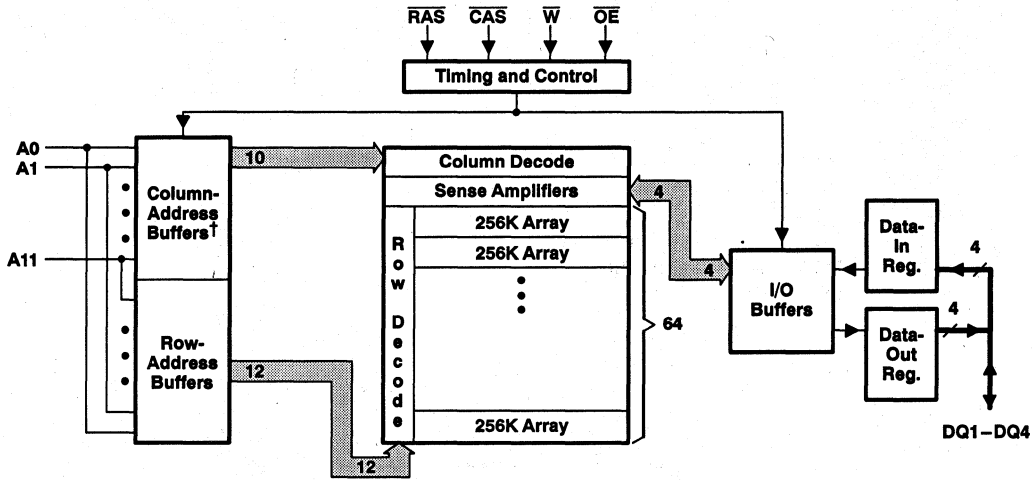 RAS CAS W OE
Timing and Control
A0
A1
A11
Column-
Address
Buffers†
Row-
Address
Buffers
10
12
12
Column Decode
Sense Amplifiers
Row Decode
256K Array
256K Array
256K Array
64
4
4
I/O
Buffers
Data-
In
Reg.
4
Data-
Out
Reg.
4
DQ1–DQ4